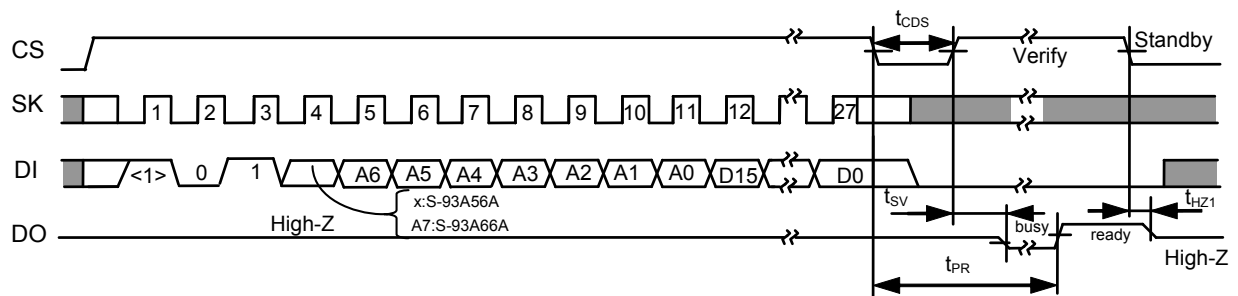 t_CDS
CS
Verify
Standby
SK
1 2 3 4 5 6 7 8 9 10 11 12 27
DI
<1> 0 1 A6 A5 A4 A3 A2 A1 A0 D15 D0
x:S-93A56A
A7:S-93A66A
t_SV
t_HZ1
High-Z
busy
ready
DO
High-Z
t_PR